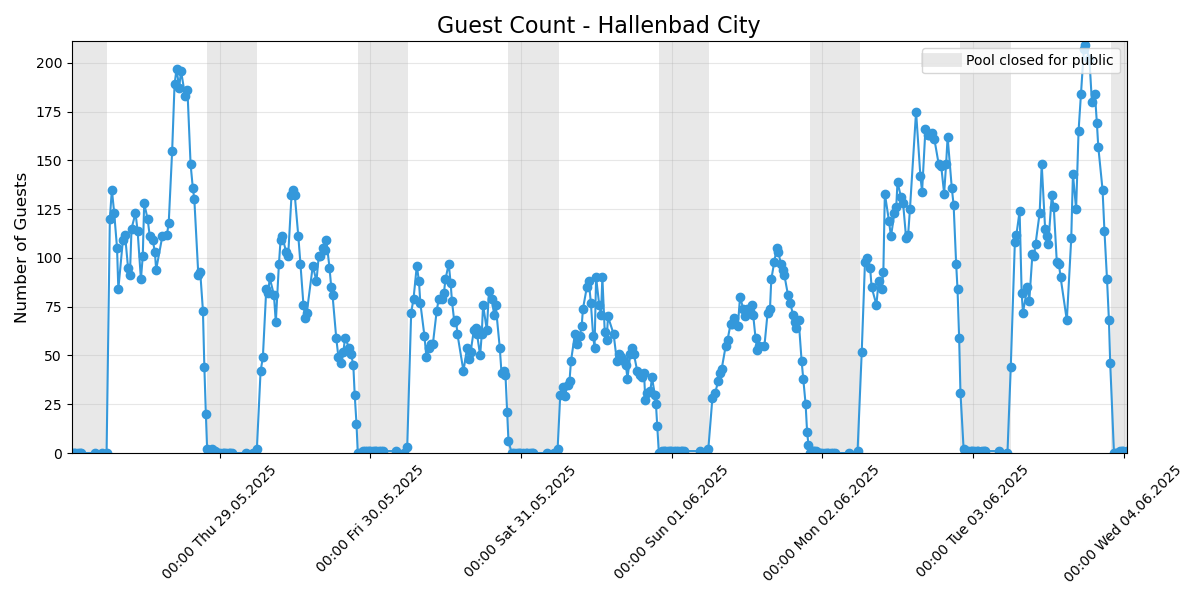 Guest Count - Hallenbad City
Pool closed for public
Number of Guests
200
175
150
125
100
75
50
25
0
00:00 Thu 29.05.2025
00:00 Fri 30.05.2025
00:00 Sat 31.05.2025
00:00 Sun 01.06.2025
00:00 Mon 02.06.2025
00:00 Tue 03.06.2025
00:00 Wed 04.06.2025